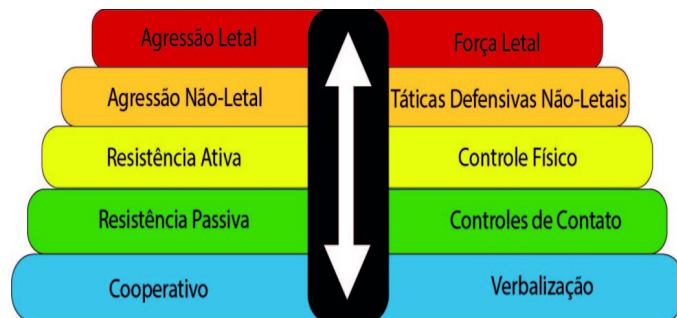 Agressão Letal
Força Letal
Agressão Não-Letal
Táticas Defensivas Não-Letais
Resistência Ativa
Controle Físico
Resistência Passiva
Controles de Contato
Cooperativo
Verbalização